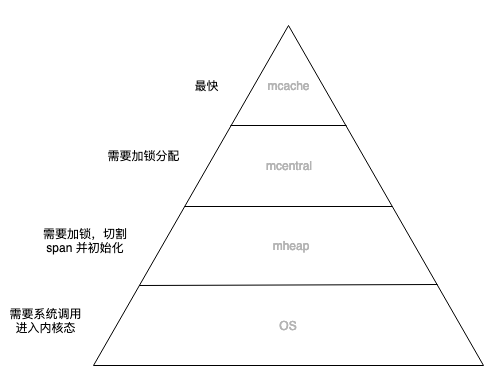 最快
mcache
需要加锁分配
mcentral
需要加锁，切割
span 并初始化
mheap
需要系统调用
进入内核态
OS